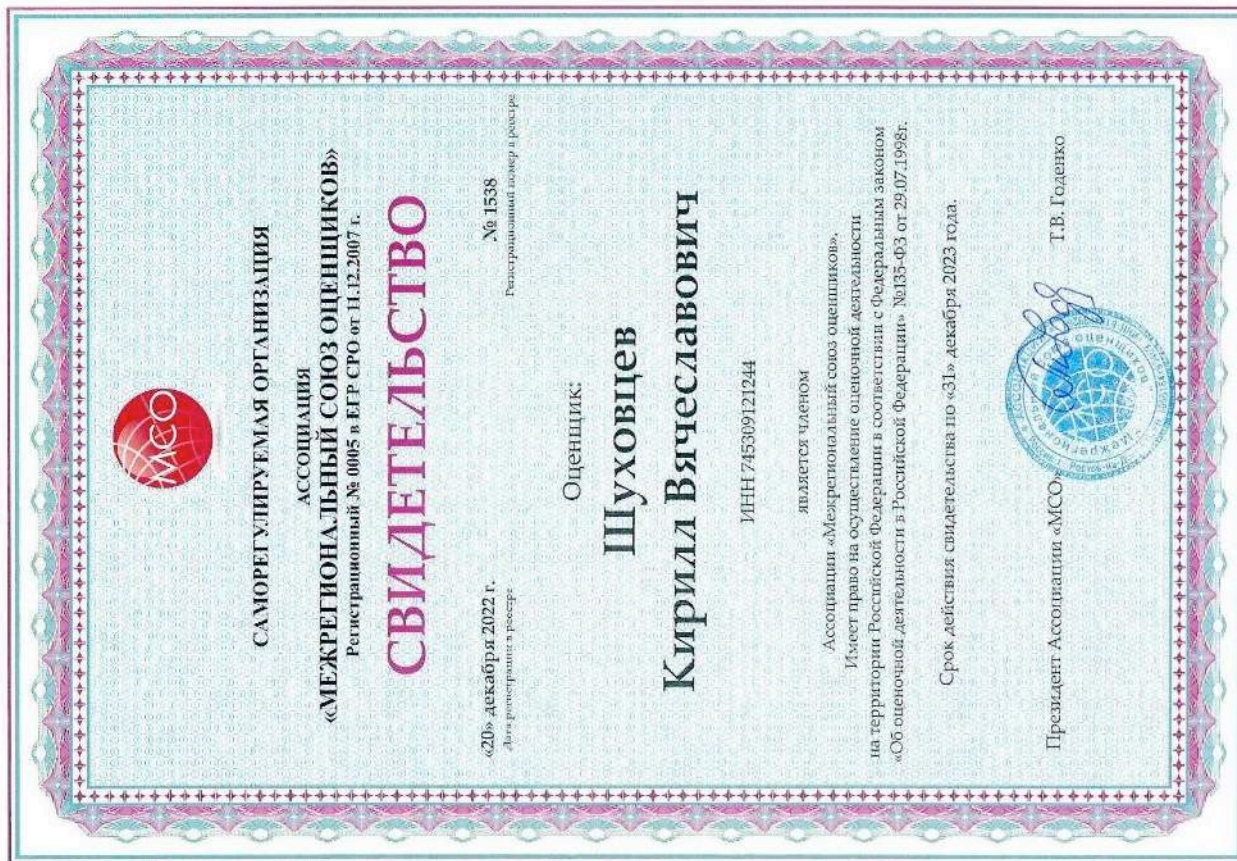 МСО
САМОРЕГУЛИРУЕМАЯ ОРГАНИЗАЦИЯ
АССОЦИАЦИЯ
«МЕЖРЕГИОНАЛЬНЫЙ СОЮЗ ОЦЕНЩИКОВ»
Регистрационный № 0005 в ЕГР СРО от 11.12.2007 г.
СВИДЕТЕЛЬСТВО
«20» декабря 2022 г. № 1538
Дата регистрации в реестре Регистрационный номер в реестре
Оценщик:
Шуховцев
Кирилл Вячеславович
ИНН 745309121244
является членом
Ассоциации «Межрегиональный союз оценщиков».
Имеет право на осуществление оценочной деятельности
на территории Российской Федерации в соответствии с Федеральным законом
«Об оценочной деятельности в Российской Федерации» №135-ФЗ от 29.07.1998г.
Срок действия свидетельства по «31» декабря 2023 года.
Президент Ассоциации «МСО» Т.В. Годенко